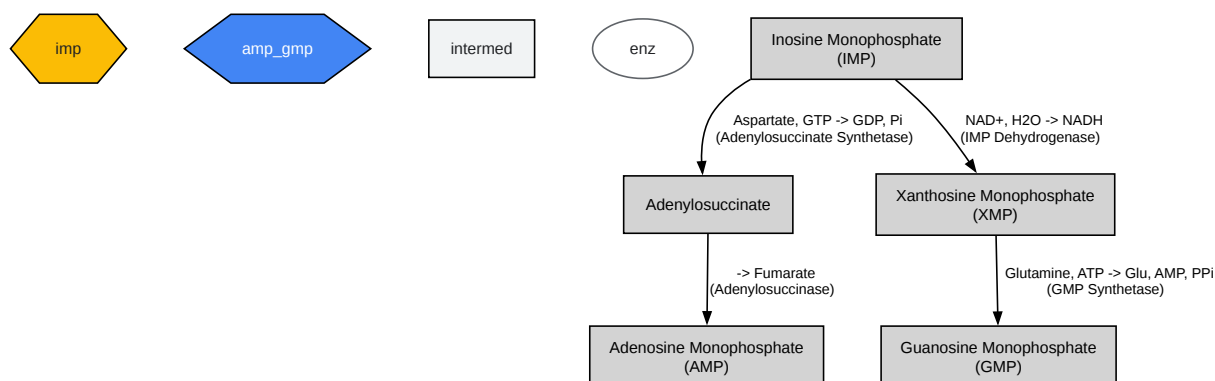 imp
amp_gmp
intermed
enz
Inosine Monophosphate
(IMP)
Aspartate, GTP -> GDP, Pi
(Adenylosuccinate Synthetase)
NAD+, H2O -> NADH
(IMP Dehydrogenase)
Adenylosuccinate
Xanthosine Monophosphate
(XMP)
-> Fumarate
(Adenylosuccinase)
Glutamine, ATP -> Glu, AMP, PPi
(GMP Synthetase)
Adenosine Monophosphate
(AMP)
Guanosine Monophosphate
(GMP)